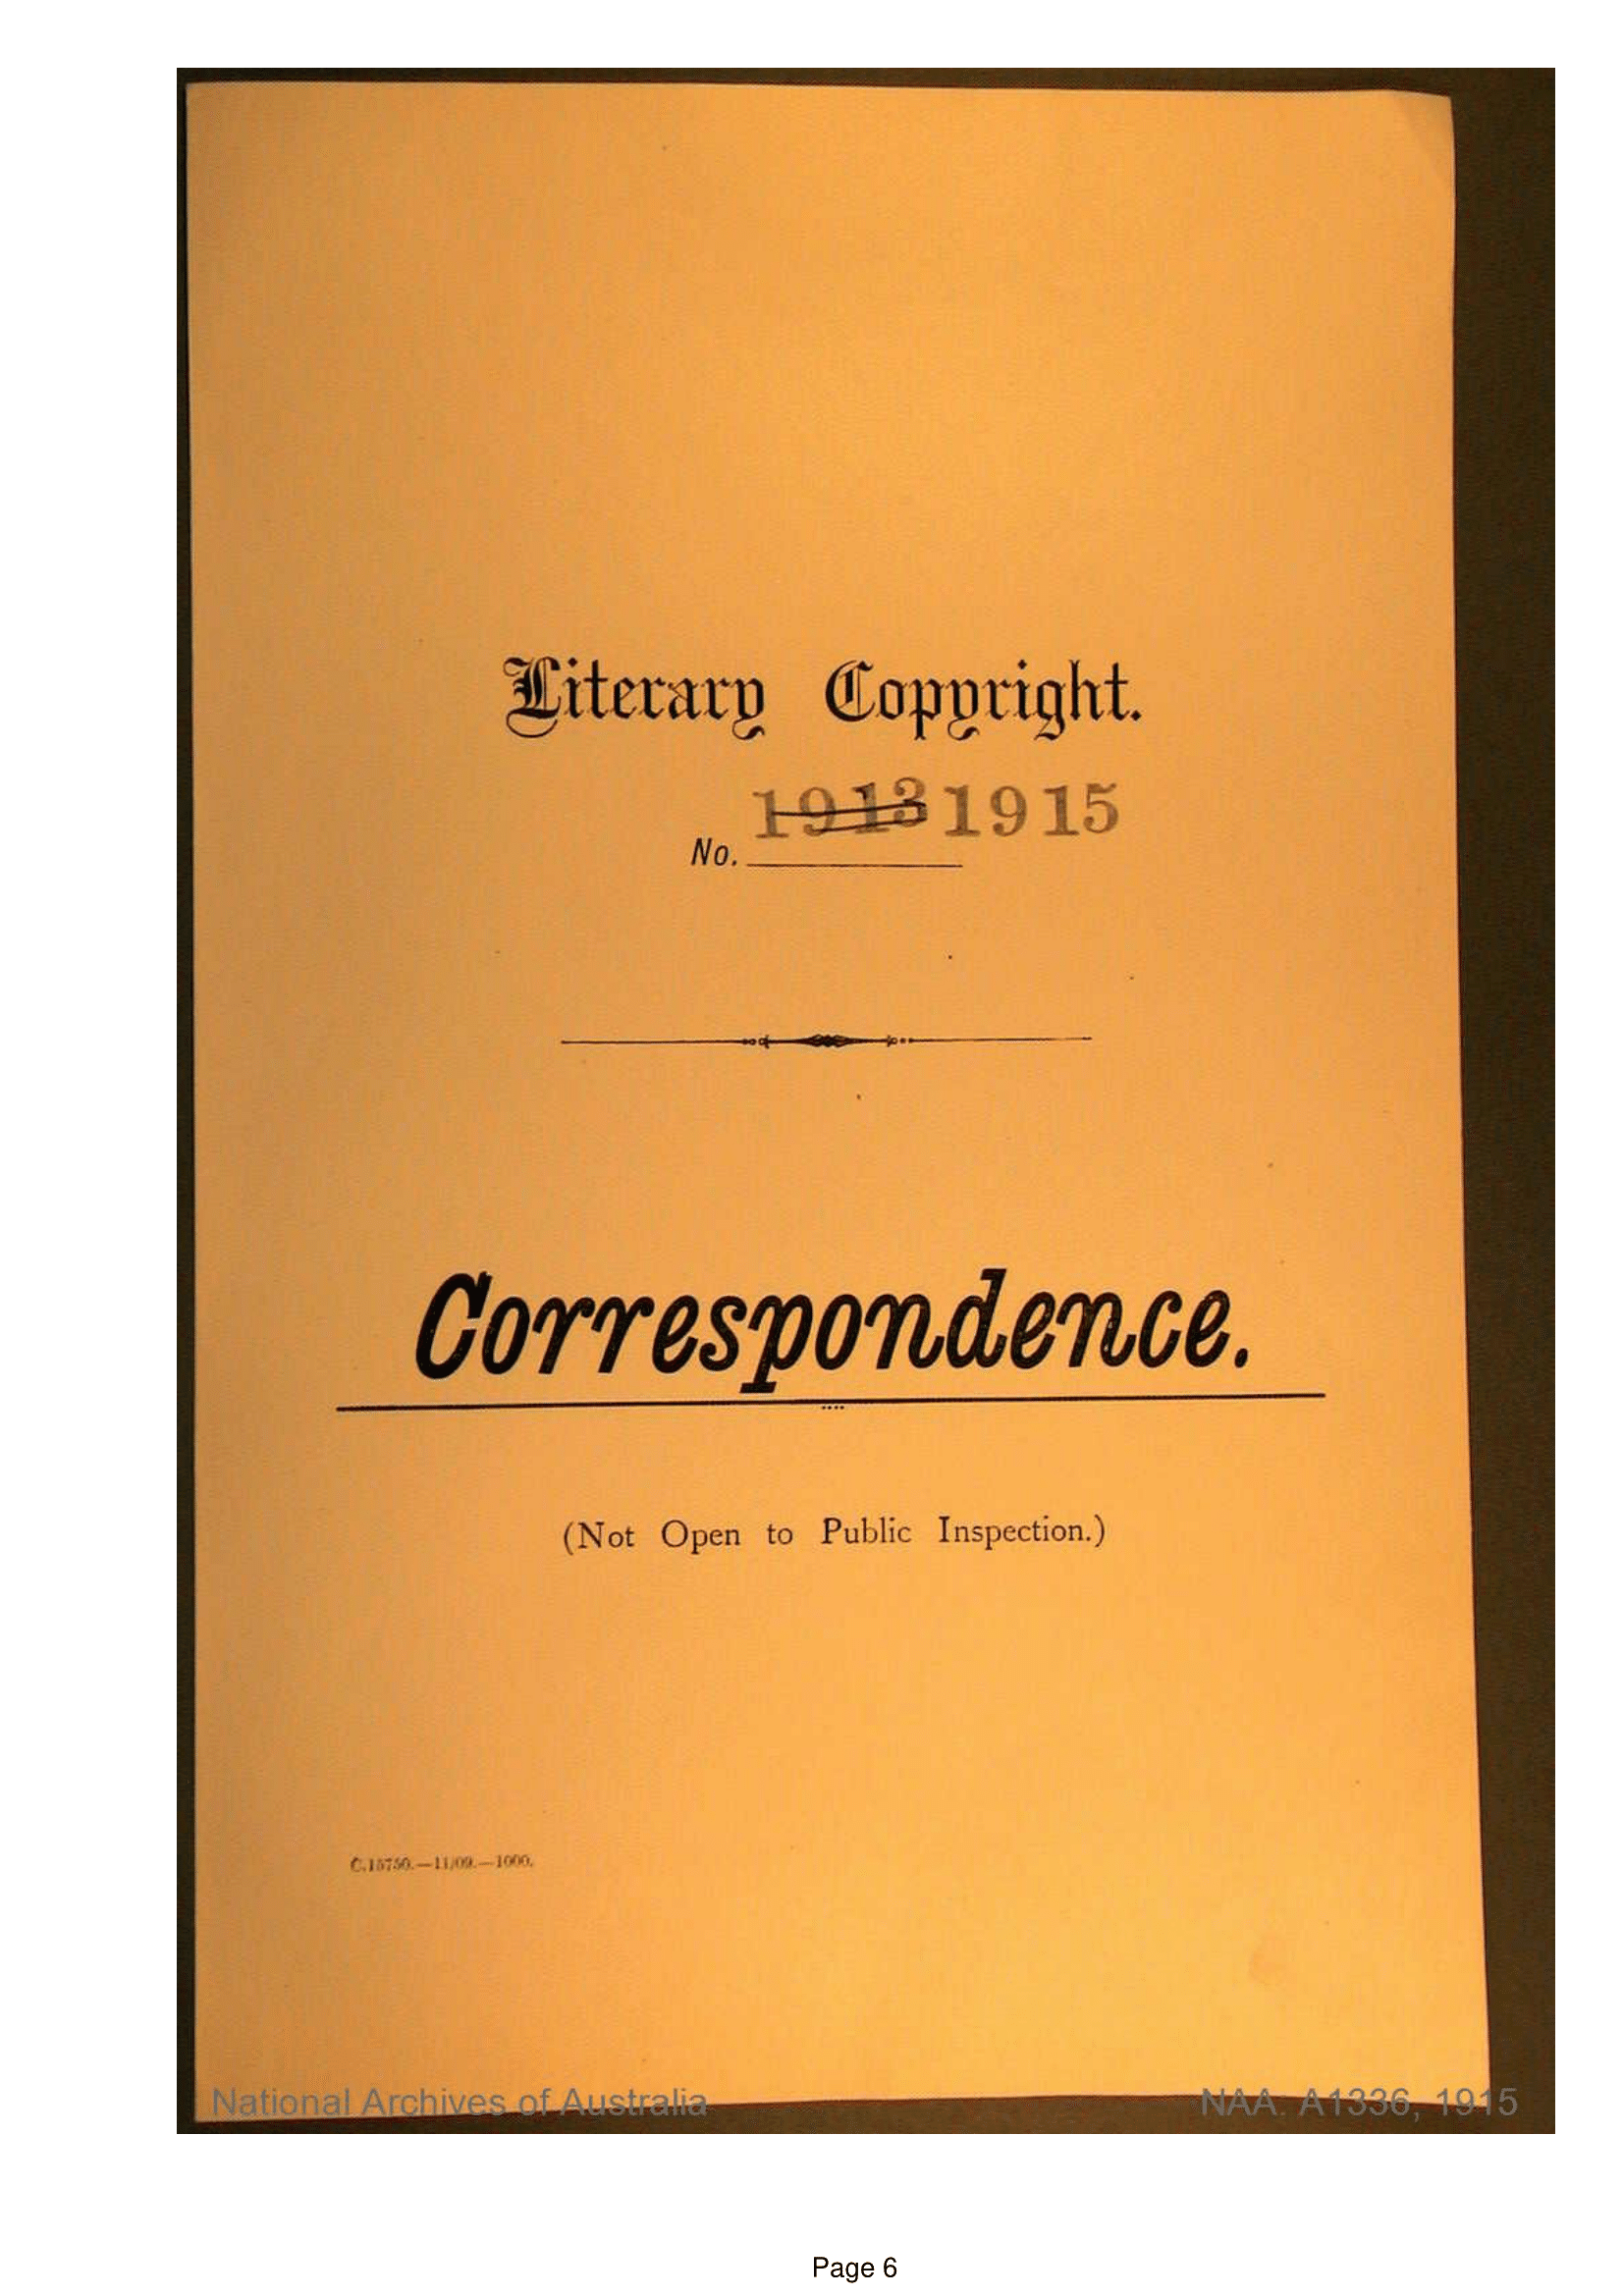 Literary Copyright.
1913 1915
No.
Correspondence.
(Not Open to Public Inspection.)
C.15750.—11/09.—1000.
National Archives of Australia NAA: A1336, 1915
Page 6